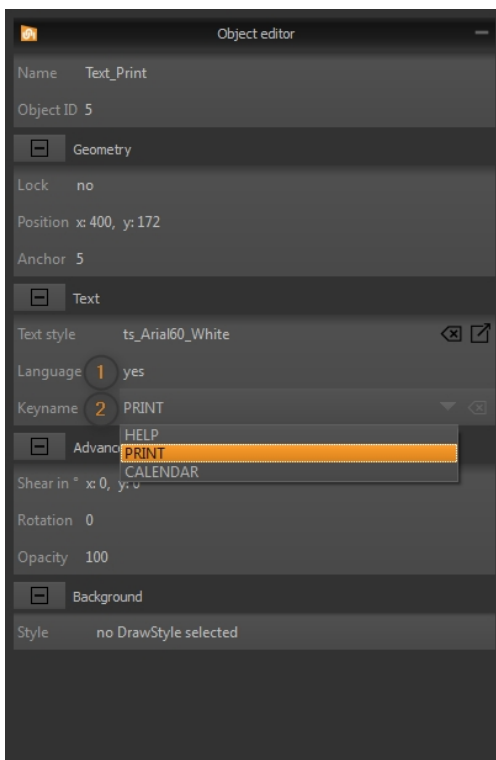 Object editor
Name Text_Print
Object ID 5
Geometry
Lock no
Position x: 400, y: 172
Anchor 5
Text
Text style ts_Arial60_White
Language 1 yes
Keyname 2 PRINT
HELP
PRINT
CALENDAR
Shear in ° x: 0,
Rotation 0
Opacity 100
Background
Style no DrawStyle selected